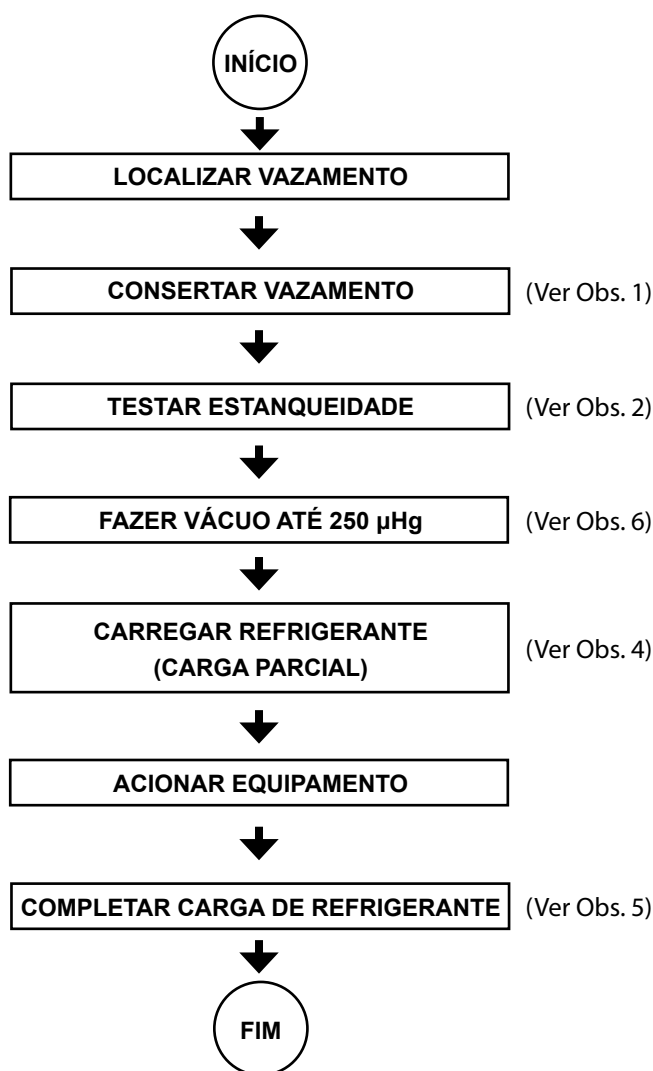 INÍCIO
LOCALIZAR VAZAMENTO
CONSERTAR VAZAMENTO (Ver Obs. 1)
TESTAR ESTANQUEIDADE (Ver Obs. 2)
FAZER VÁCUO ATÉ 250 µHg (Ver Obs. 6)
CARREGAR REFRIGERANTE
(CARGA PARCIAL) (Ver Obs. 4)
ACIONAR EQUIPAMENTO
COMPLETAR CARGA DE REFRIGERANTE (Ver Obs. 5)
FIM